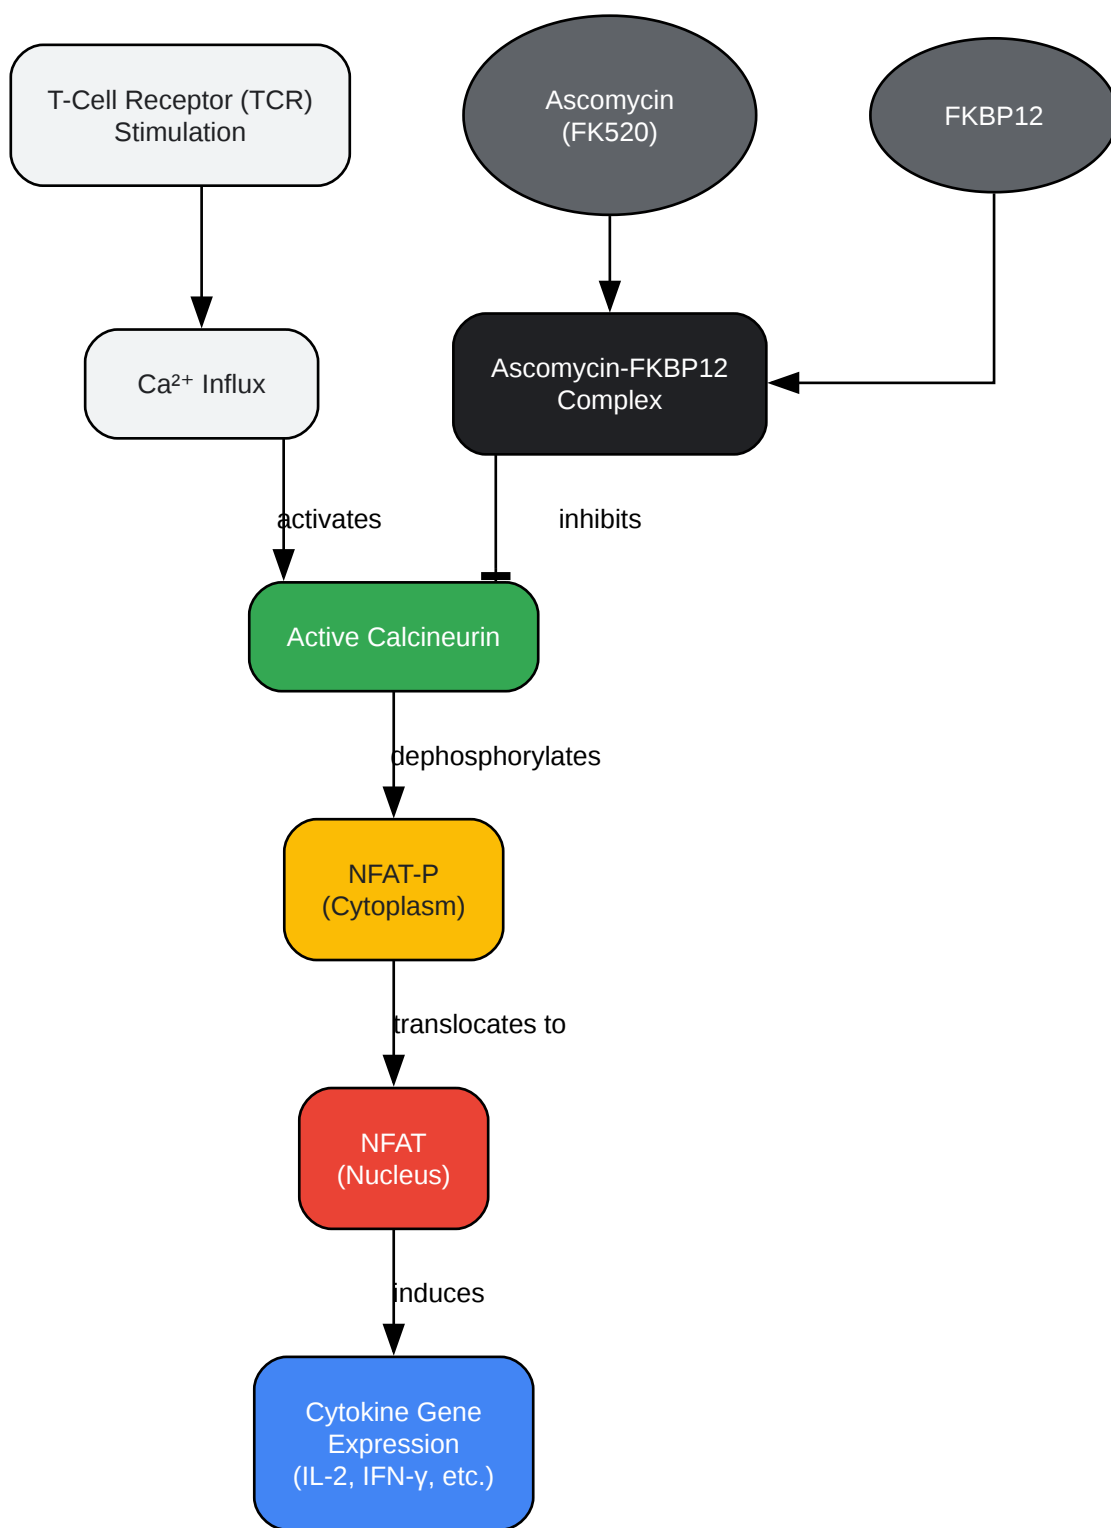 T-Cell Receptor (TCR)
Stimulation
Ascomycin
(FK520)
FKBP12
Ca²⁺ Influx
Ascomycin-FKBP12
Complex
activates
inhibits
Active Calcineurin
dephosphorylates
NFAT-P
(Cytoplasm)
translocates to
NFAT
(Nucleus)
induces
Cytokine Gene
Expression
(IL-2, IFN-γ, etc.)